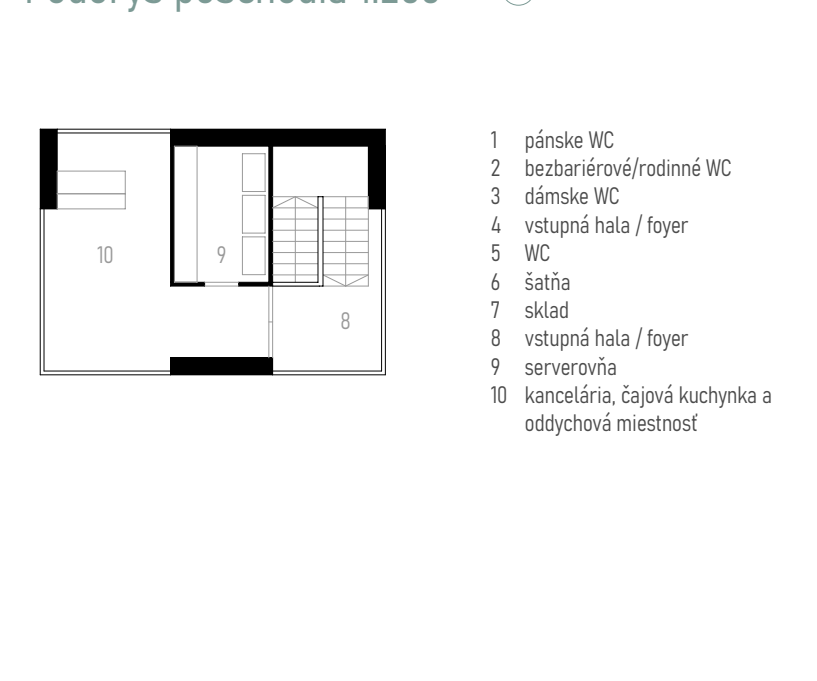 10
9
8
1 pánske WC
2 bezbariérové/rodinné WC
3 dámske WC
4 vstupná hala / foyer
5 WC
6 šatňa
7 sklad
8 vstupná hala / foyer
9 serverovňa
10 kancelária, čajová kuchynka a
oddychová miestnosť